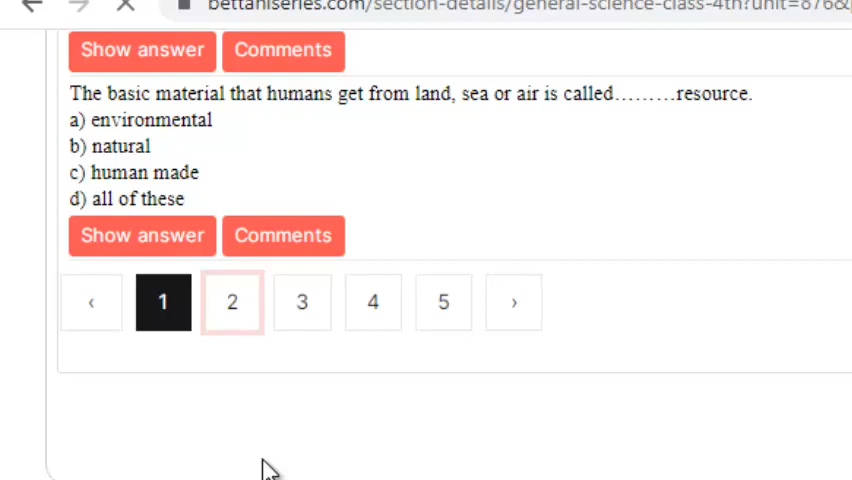 bettaniseries.com/section-details/general-science-class-4th?unit=876&
Show answer Comments
The basic material that humans get from land, sea or air is called.........resource.
a) environmental
b) natural
c) human made
d) all of these
Show answer Comments
‹ 1 2 3 4 5 ›